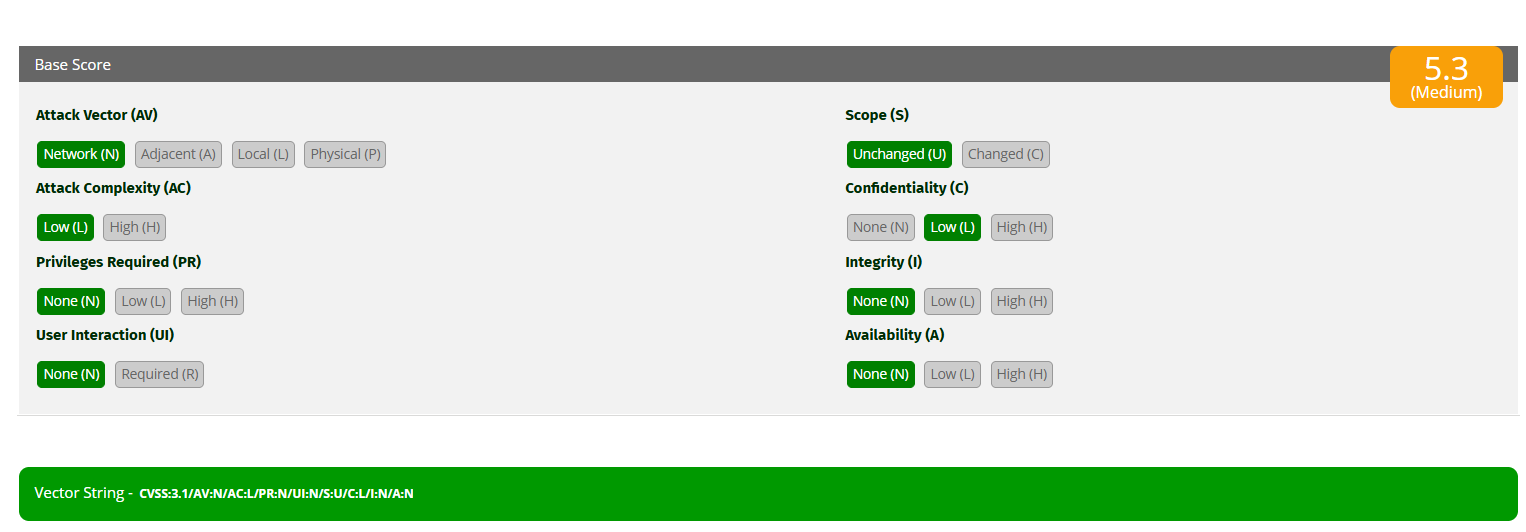 Base Score
5.3
(Medium)
Attack Vector (AV)
Network (N) Adjacent (A) Local (L) Physical (P)
Attack Complexity (AC)
Low (L) High (H)
Privileges Required (PR)
None (N) Low (L) High (H)
User Interaction (UI)
None (N) Required (R)
Scope (S)
Unchanged (U) Changed (C)
Confidentiality (C)
None (N) Low (L) High (H)
Integrity (I)
None (N) Low (L) High (H)
Availability (A)
None (N) Low (L) High (H)
Vector String - CVSS:3.1/AV:N/AC:L/PR:N/UI:N/S:U/C:L/I:N/A:N